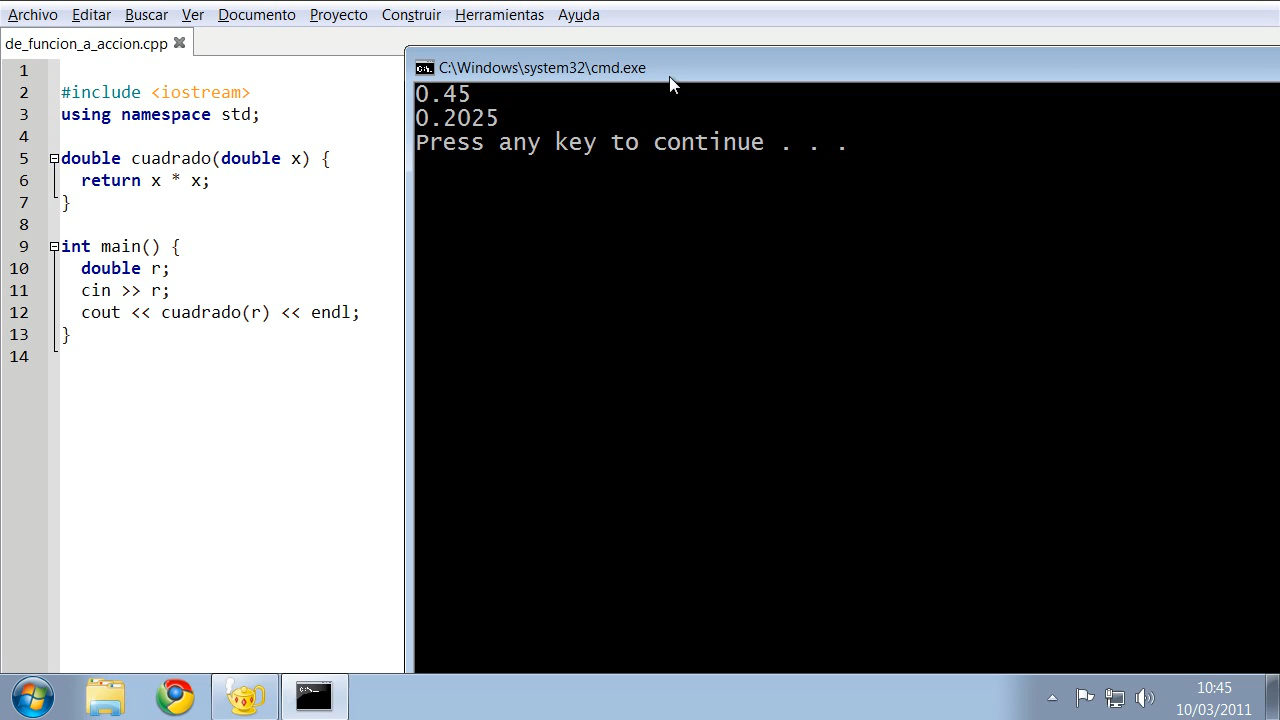 Archivo Editar Buscar Ver Documento Proyecto Construir Herramientas Ayuda
de_funcion_a_accion.cpp
1
2 #include <iostream>
3 using namespace std;
4
5 double cuadrado(double x) {
6 return x * x;
7 }
8
9 int main() {
10 double r;
11 cin >> r;
12 cout << cuadrado(r) << endl;
13 }
14
C:\Windows\system32\cmd.exe
0.45
0.2025
Press any key to continue . . .
10:45
10/03/2011